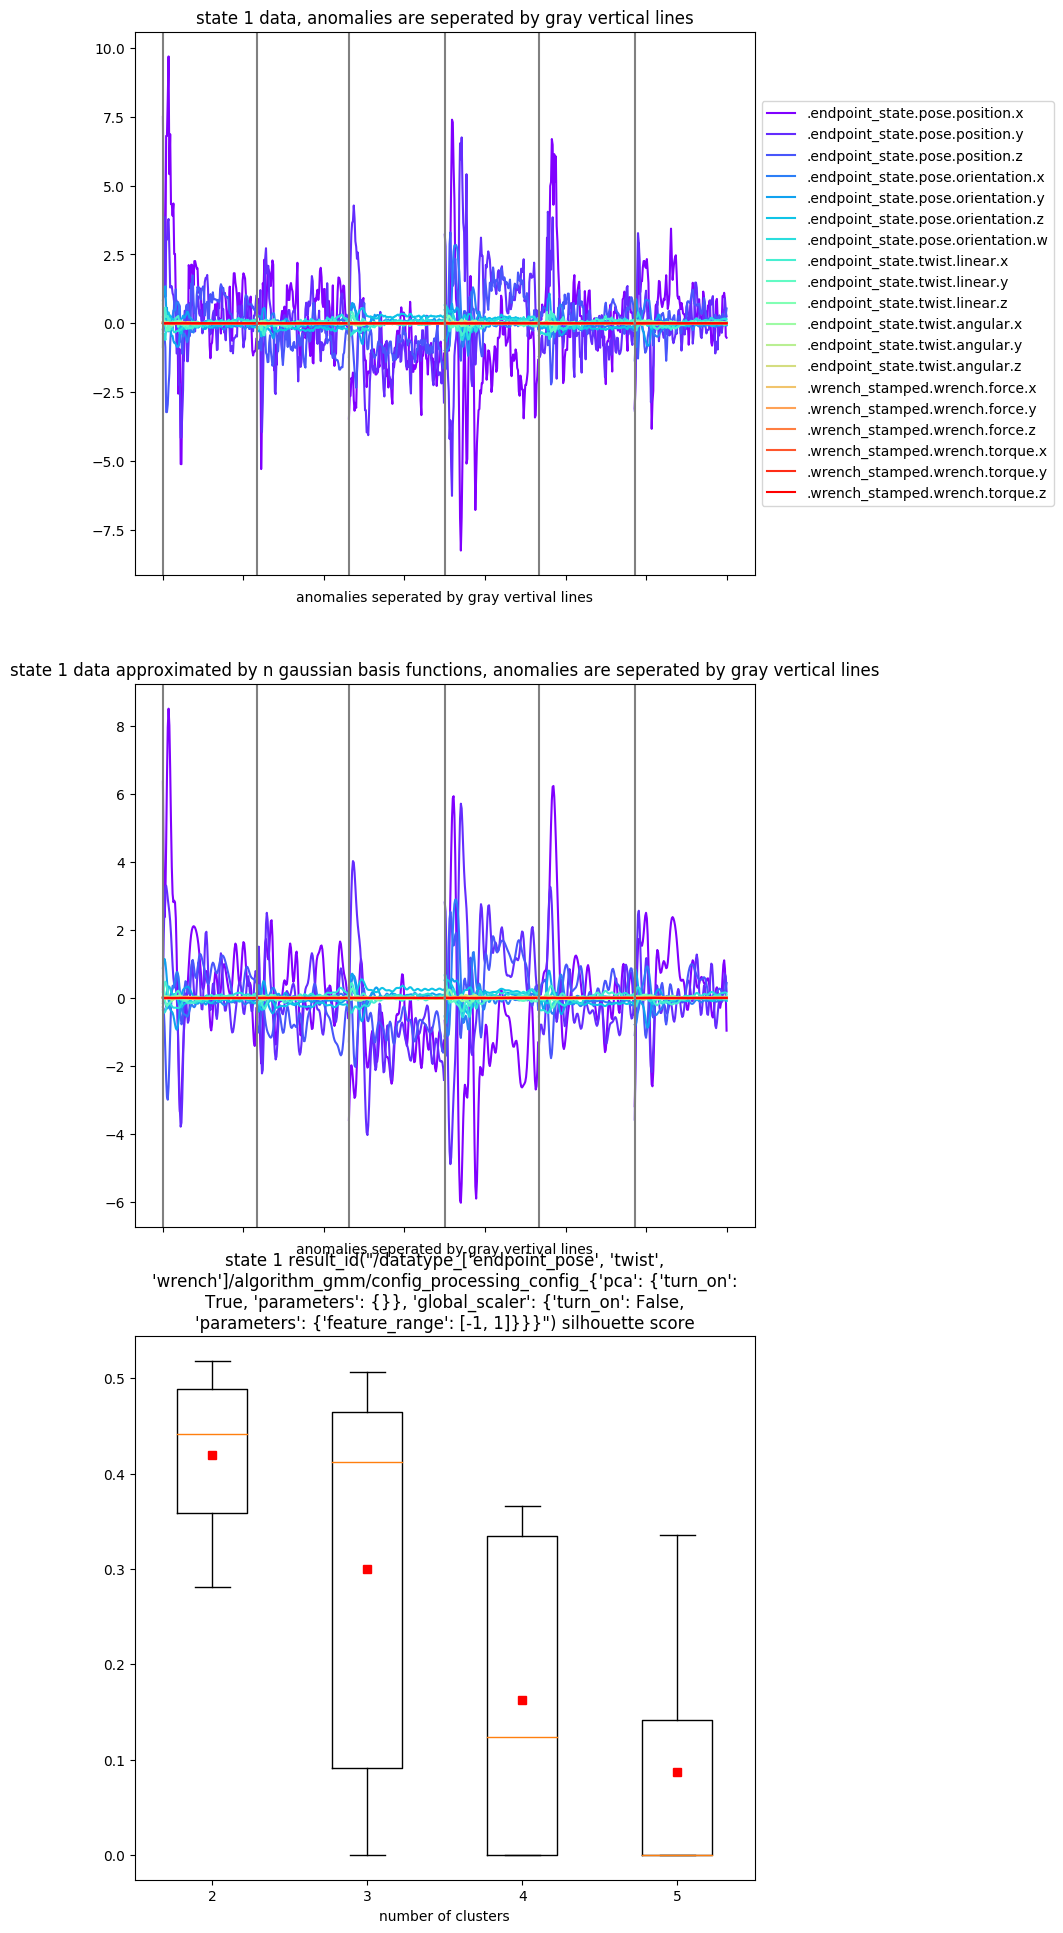 state 1 data, anomalies are seperated by gray vertical lines
10.0
7.5
5.0
2.5
0.0
−2.5
−5.0
−7.5
anomalies seperated by gray vertival lines
.endpoint_state.pose.position.x
.endpoint_state.pose.position.y
.endpoint_state.pose.position.z
.endpoint_state.pose.orientation.x
.endpoint_state.pose.orientation.y
.endpoint_state.pose.orientation.z
.endpoint_state.pose.orientation.w
.endpoint_state.twist.linear.x
.endpoint_state.twist.linear.y
.endpoint_state.twist.linear.z
.endpoint_state.twist.angular.x
.endpoint_state.twist.angular.y
.endpoint_state.twist.angular.z
.wrench_stamped.wrench.force.x
.wrench_stamped.wrench.force.y
.wrench_stamped.wrench.force.z
.wrench_stamped.wrench.torque.x
.wrench_stamped.wrench.torque.y
.wrench_stamped.wrench.torque.z
state 1 data approximated by n gaussian basis functions, anomalies are seperated by gray vertical lines
8
6
4
2
0
−2
−4
−6
anomalies seperated by gray vertival lines
state 1 result_id("/datatype_['endpoint_pose', 'twist',
'wrench']/algorithm_gmm/config_processing_config_{'pca': {'turn_on':
True, 'parameters': {}}, 'global_scaler': {'turn_on': False,
'parameters': {'feature_range': [-1, 1]}}}") silhouette score
0.5
0.4
0.3
0.2
0.1
0.0
2 3 4 5
number of clusters